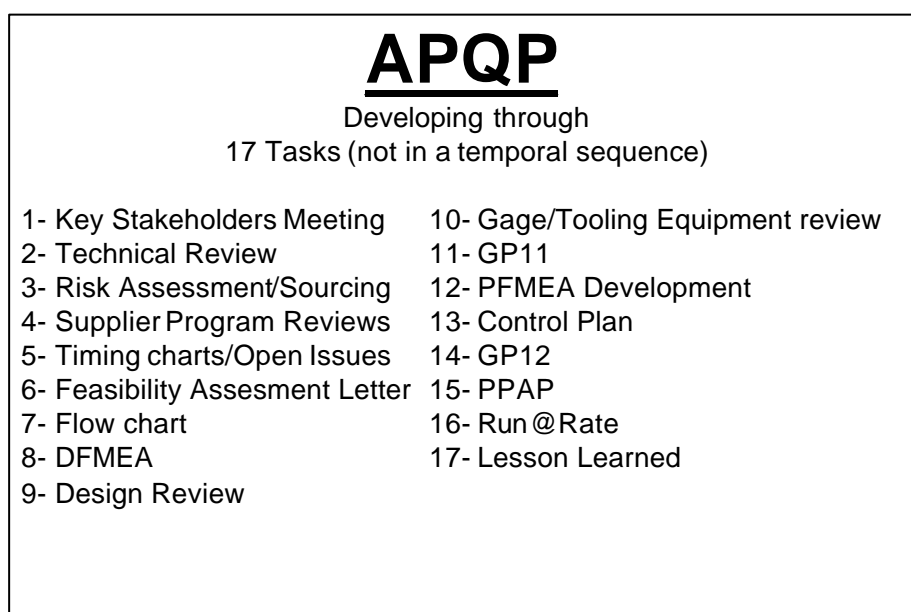 APQP
Developing through
17 Tasks (not in a temporal sequence)
1- Key Stakeholders Meeting
2- Technical Review
3- Risk Assessment/Sourcing
4- Supplier Program Reviews
5- Timing charts/Open Issues
6- Feasibility Assesment Letter
7- Flow chart
8- DFMEA
9- Design Review
10- Gage/Tooling Equipment review
11- GP11
12- PFMEA Development
13- Control Plan
14- GP12
15- PPAP
16- Run@Rate
17- Lesson Learned